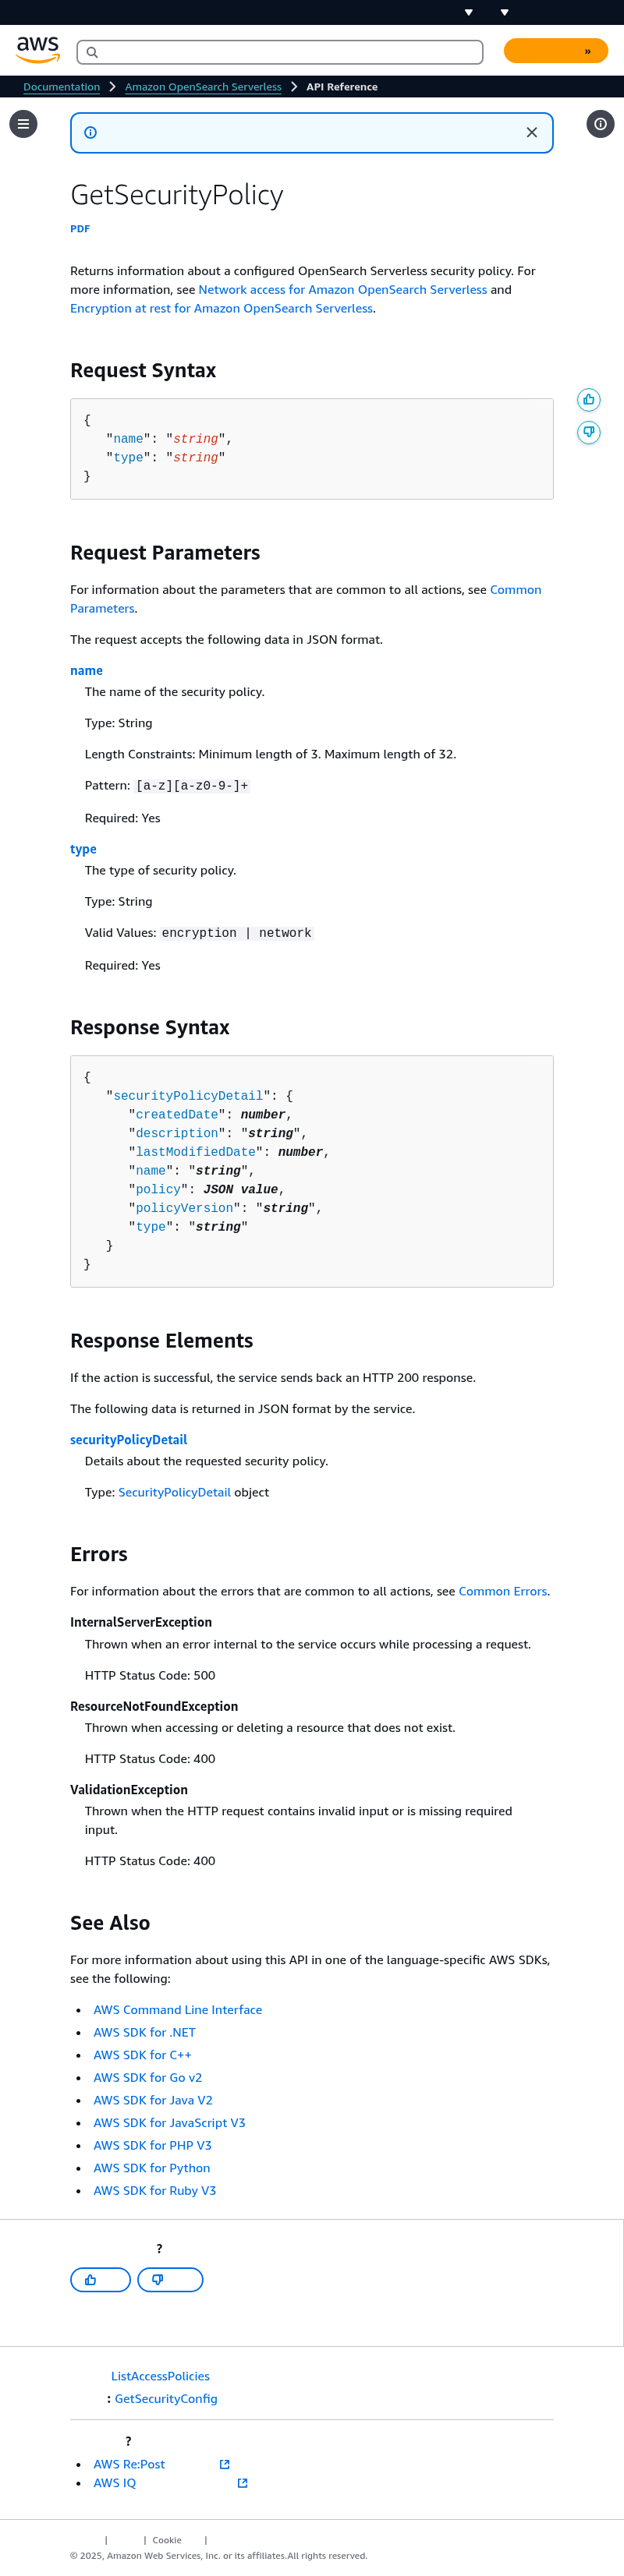 aws
»
Documentation > Amazon OpenSearch Serverless > API Reference
GetSecurityPolicy
PDF
Returns information about a configured OpenSearch Serverless security policy. For
more information, see Network access for Amazon OpenSearch Serverless and
Encryption at rest for Amazon OpenSearch Serverless.
Request Syntax
{
"name": "string",
"type": "string"
}
Request Parameters
For information about the parameters that are common to all actions, see Common
Parameters.
The request accepts the following data in JSON format.
name
The name of the security policy.
Type: String
Length Constraints: Minimum length of 3. Maximum length of 32.
Pattern: [a-z][a-z0-9-]+
Required: Yes
type
The type of security policy.
Type: String
Valid Values: encryption | network
Required: Yes
Response Syntax
{
"securityPolicyDetail": {
"createdDate": number,
"description": "string",
"lastModifiedDate": number,
"name": "string",
"policy": JSON value,
"policyVersion": "string",
"type": "string"
}
}
Response Elements
If the action is successful, the service sends back an HTTP 200 response.
The following data is returned in JSON format by the service.
securityPolicyDetail
Details about the requested security policy.
Type: SecurityPolicyDetail object
Errors
For information about the errors that are common to all actions, see Common Errors.
InternalServerException
Thrown when an error internal to the service occurs while processing a request.
HTTP Status Code: 500
ResourceNotFoundException
Thrown when accessing or deleting a resource that does not exist.
HTTP Status Code: 400
ValidationException
Thrown when the HTTP request contains invalid input or is missing required
input.
HTTP Status Code: 400
See Also
For more information about using this API in one of the language-specific AWS SDKs,
see the following:
• AWS Command Line Interface
• AWS SDK for .NET
• AWS SDK for C++
• AWS SDK for Go v2
• AWS SDK for Java V2
• AWS SDK for JavaScript V3
• AWS SDK for PHP V3
• AWS SDK for Python
• AWS SDK for Ruby V3
?
ListAccessPolicies
: GetSecurityConfig
?
• AWS Re:Post
• AWS IQ
| | Cookie |
© 2025, Amazon Web Services, Inc. or its affiliates.All rights reserved.